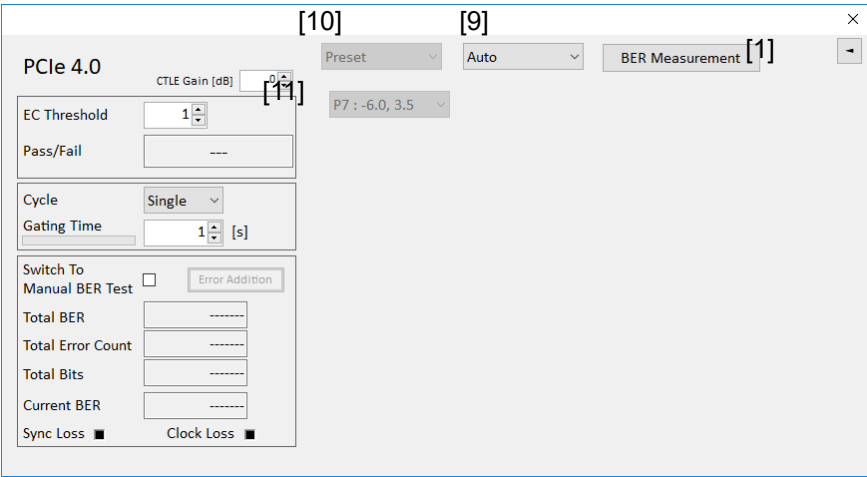 [10] [9]
PCIe 4.0 Preset Auto BER Measurement [1]
CTLE Gain [dB] 0
[11]
P7 : -6.0, 3.5
EC Threshold 1
Pass/Fail ---
Cycle Single
Gating Time 1 [s]
Switch To
Manual BER Test Error Addition
Total BER -------
Total Error Count -------
Total Bits -------
Current BER -------
Sync Loss Clock Loss